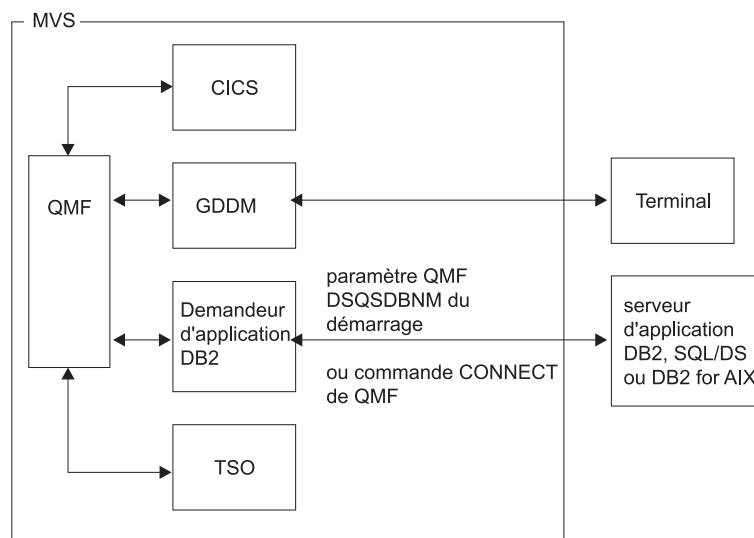 MVS
CICS
QMF
GDDM
Terminal
Demandeur
d'application
DB2
paramètre QMF
DSQSDBNM du
démarrage
ou commande CONNECT
de QMF
serveur
d'application
DB2, SQL/DS
ou DB2 for AIX
TSO